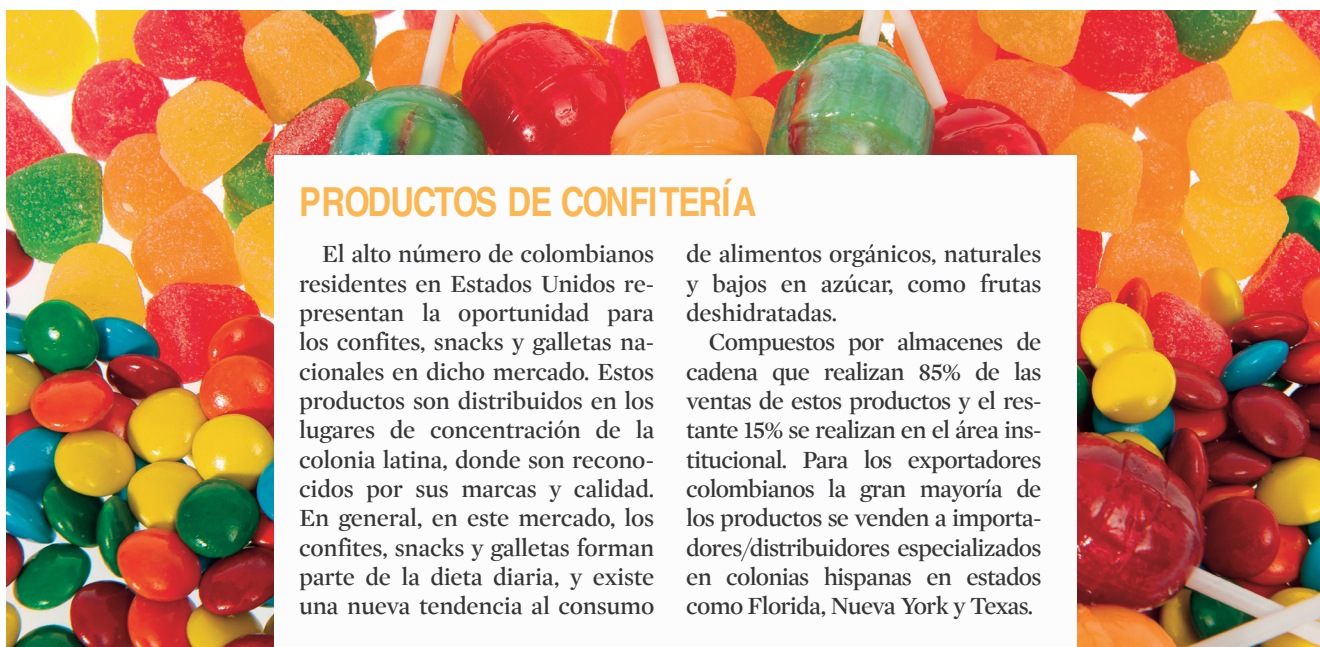 PRODUCTOS DE CONFITERÍA
El alto número de colombianos
residentes en Estados Unidos re-
presentan la oportunidad para
los confites, snacks y galletas na-
cionales en dicho mercado. Estos
productos son distribuidos en los
lugares de concentración de la
colonia latina, donde son recono-
cidos por sus marcas y calidad.
En general, en este mercado, los
confites, snacks y galletas forman
parte de la dieta diaria, y existe
una nueva tendencia al consumo
de alimentos orgánicos, naturales
y bajos en azúcar, como frutas
deshidratadas.
Compuestos por almacenes de
cadena que realizan 85% de las
ventas de estos productos y el res-
tante 15% se realizan en el área ins-
titucional. Para los exportadores
colombianos la gran mayoría de
los productos se venden a importa-
dores/distribuidores especializados
en colonias hispanas en estados
como Florida, Nueva York y Texas.